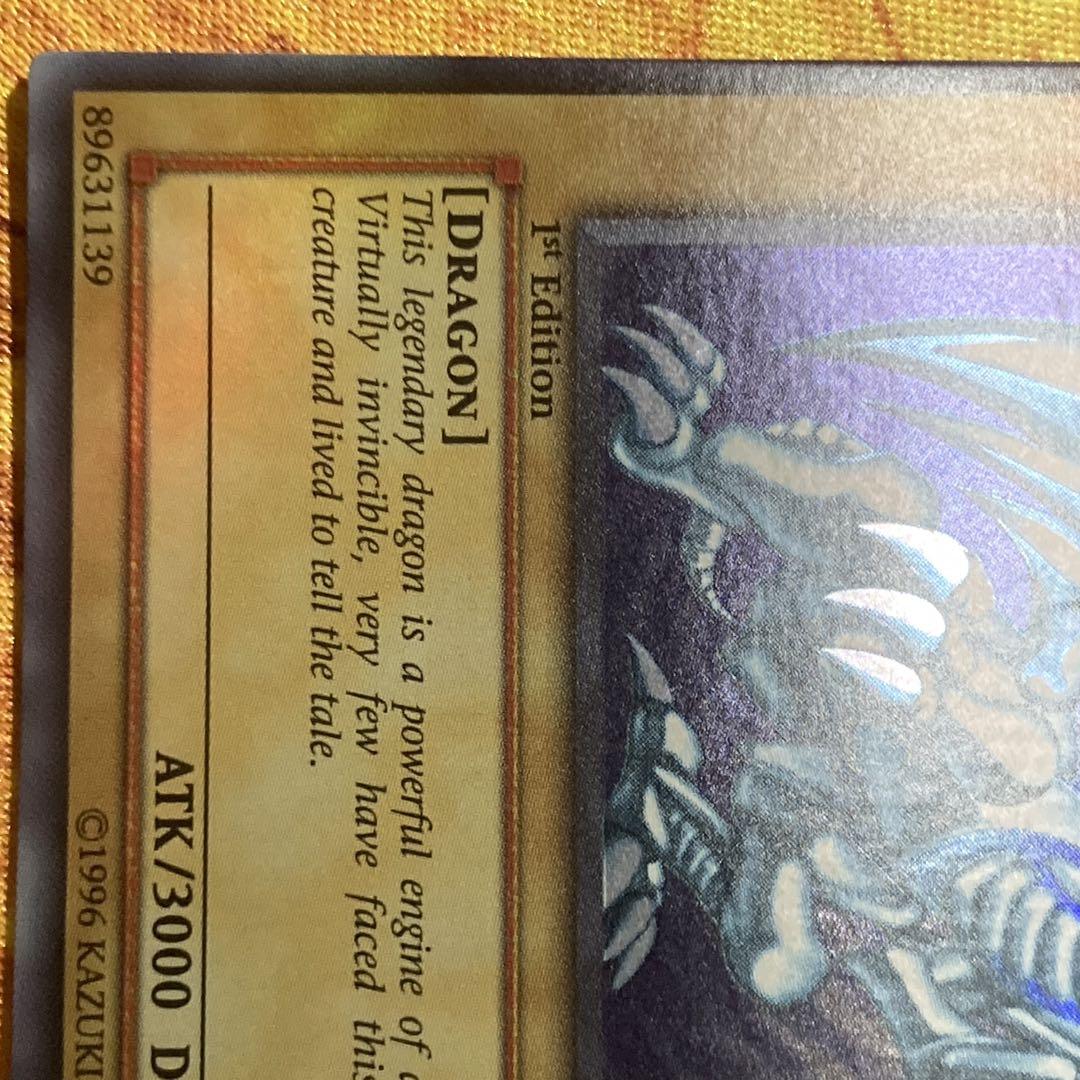 1st Edition
[DRAGON]
This legendary dragon is a powerful engine of
Virtually invincible, very few have faced this
creature and lived to tell the tale.
ATK/3000 D
89631139
©1996 KAZUKI